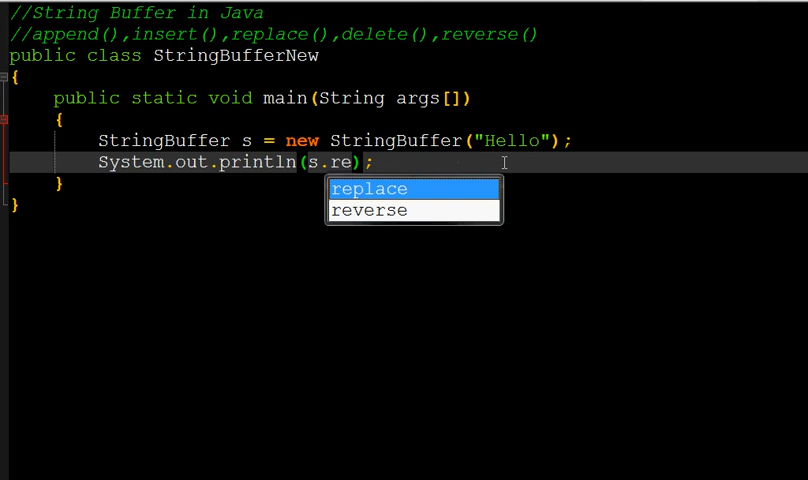 //String Buffer in Java
//append(),insert(),replace(),delete(),reverse()
public class StringBufferNew
{
public static void main(String args[])
{
StringBuffer s = new StringBuffer("Hello");
System.out.println(s.re);
}
replace
reverse
}